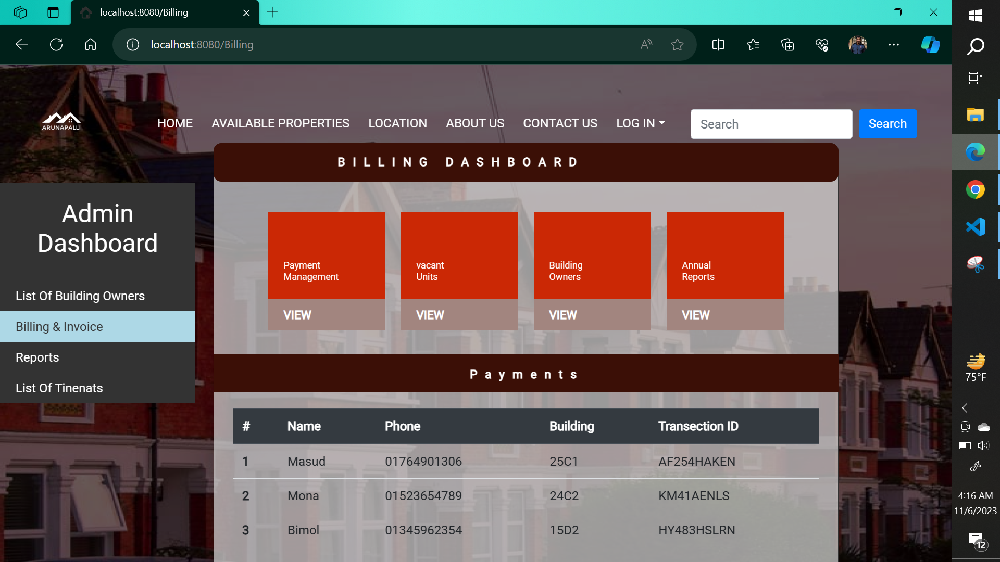 localhost:8080/Billing
localhost:8080/Billing
ARUNAPALLI
HOME AVAILABLE PROPERTIES LOCATION ABOUT US CONTACT US LOG IN Search Search
BILLING DASHBOARD
Admin
Dashboard
List Of Building Owners
Billing & Invoice
Reports
List Of Tinenats
Payment
Management
VIEW
vacant
Units
VIEW
Building
Owners
VIEW
Annual
Reports
VIEW
Payments
# Name Phone Building Transection ID
1 Masud 01764901306 25C1 AF254HAKEN
2 Mona 01523654789 24C2 KM41AENLS
3 Bimol 01345962354 15D2 HY483HSLRN
75°F
4:16 AM
11/6/2023
12